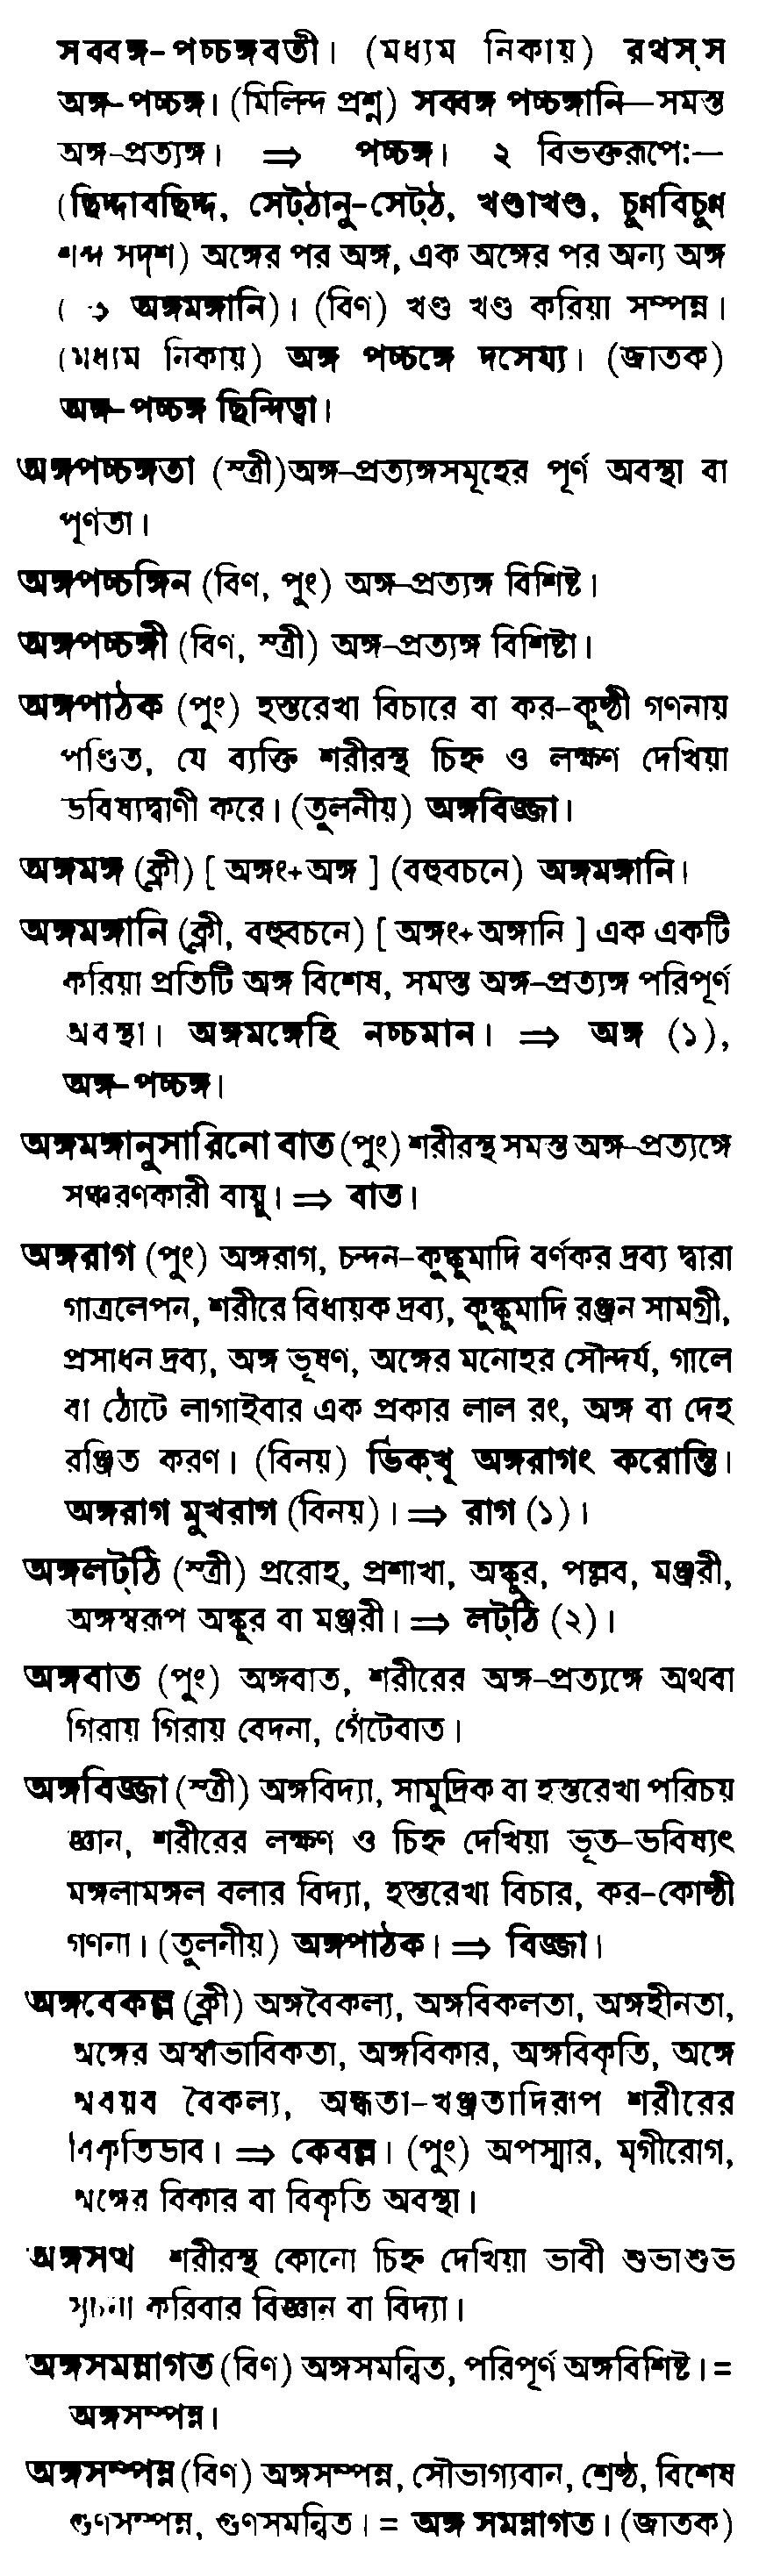 সববঙ্গ-পচ্চঙ্গবতী। (মধ্যম নিকায়) রথস্স
অঙ্গ-পচ্চঙ্গ। (মিলিন্দ প্রশ্ন) সব্বঙ্গ পচ্চঙ্গানি—সমস্ত
অঙ্গ-প্রত্যঙ্গ। ⇒ পচ্চঙ্গ। ২ বিভক্তরূপে:—
(ছিদ্দাবছিদ্দ, সেট্ঠানু-সেট্ঠ, খণ্ডাখণ্ড, চুন্নবিচুন্ন
শব্দ সদৃশ) অঙ্গের পর অঙ্গ, এক অঙ্গের পর অন্য অঙ্গ
( ⇒ অঙ্গমঙ্গানি)। (বিণ) খণ্ড খণ্ড করিয়া সম্পন্ন।
(মধ্যম নিকায়) অঙ্গ পচ্চঙ্গে দসেয্য। (জাতক)
অঙ্গ-পচ্চঙ্গ ছিন্দিত্বা।
অঙ্গপচ্চঙ্গতা (স্ত্রী)অঙ্গ-প্রত্যঙ্গসমূহের পূর্ণ অবস্থা বা
পূর্ণতা।
অঙ্গপচ্চঙ্গিন (বিণ, পুং) অঙ্গ-প্রত্যঙ্গ বিশিষ্ট।
অঙ্গপচ্চঙ্গী (বিণ, স্ত্রী) অঙ্গ-প্রত্যঙ্গ বিশিষ্টা।
অঙ্গপাঠক (পুং) হস্তরেখা বিচারে বা কর-কুষ্ঠী গণনায়
পণ্ডিত, যে ব্যক্তি শরীরস্থ চিহ্ন ও লক্ষণ দেখিয়া
ভবিষ্যদ্বাণী করে। (তুলনীয়) অঙ্গবিজ্জা।
অঙ্গমঙ্গ (ক্লী) [ অঙ্গং+অঙ্গ ] (বহুবচনে) অঙ্গমঙ্গানি।
অঙ্গমঙ্গানি (ক্লী, বহুবচনে) [ অঙ্গং+অঙ্গানি ] এক একটি
করিয়া প্রতিটি অঙ্গ বিশেষ, সমস্ত অঙ্গ-প্রত্যঙ্গ পরিপূর্ণ
অবস্থা। অঙ্গমঙ্গেহি নচ্চমান। ⇒ অঙ্গ (১),
অঙ্গ-পচ্চঙ্গ।
অঙ্গমঙ্গানুসারিনো বাত (পুং) শরীরস্থ সমস্ত অঙ্গ-প্রত্যঙ্গে
সঞ্চরণকারী বায়ু। ⇒ বাত।
অঙ্গরাগ (পুং) অঙ্গরাগ, চন্দন-কুঙ্কুমাদি বর্ণকর দ্রব্য দ্বারা
গাত্রলেপন, শরীরে বিধায়ক দ্রব্য, কুঙ্কুমাদি রঞ্জন সামগ্রী,
প্রসাধন দ্রব্য, অঙ্গ ভূষণ, অঙ্গের মনোহর সৌন্দর্য, গালে
বা ঠোটে লাগাইবার এক প্রকার লাল রং, অঙ্গ বা দেহ
রঞ্জিত করণ। (বিনয়) ভিক্খূ অঙ্গরাগং করোন্তি।
অঙ্গরাগ মুখরাগ (বিনয়)। ⇒ রাগ (১)।
অঙ্গলট্ঠি (স্ত্রী) প্ররোহ, প্রশাখা, অঙ্কুর, পল্লব, মঞ্জরী,
অঙ্গস্বরূপ অঙ্কুর বা মঞ্জরী। ⇒ লট্ঠি (২)।
অঙ্গবাত (পুং) অঙ্গবাত, শরীরের অঙ্গ-প্রত্যঙ্গে অথবা
গিরায় গিরায় বেদনা, গেঁটেবাত।
অঙ্গবিজ্জা (স্ত্রী) অঙ্গবিদ্যা, সামুদ্রিক বা হস্তরেখা পরিচয়
জ্ঞান, শরীরের লক্ষণ ও চিহ্ন দেখিয়া ভূত-ভবিষ্যৎ
মঙ্গলামঙ্গল বলার বিদ্যা, হস্তরেখা বিচার, কর-কোষ্ঠী
গণনা। (তুলনীয়) অঙ্গপাঠক। ⇒ বিজ্জা।
অঙ্গবেকল্ল (ক্লী) অঙ্গবৈকল্য, অঙ্গবিকলতা, অঙ্গহীনতা,
অঙ্গের অস্বাভাবিকতা, অঙ্গবিকার, অঙ্গবিকৃতি, অঙ্গে
অবয়ব বৈকল্য, অন্ধতা-খঞ্জতাদিরূপ শরীরের
বিকৃতিভাব। ⇒ কেবল্ল। (পুং) অপস্মার, মৃগীরোগ,
অঙ্গের বিকার বা বিকৃতি অবস্থা।
অঙ্গসত্থ শরীরস্থ কোনো চিহ্ন দেখিয়া ভাবী শুভাশুভ
সূচনা করিবার বিজ্ঞান বা বিদ্যা।
অঙ্গসমন্নাগত (বিণ) অঙ্গসমন্বিত, পরিপূর্ণ অঙ্গবিশিষ্ট। =
অঙ্গসম্পন্ন।
অঙ্গসম্পন্ন (বিণ) অঙ্গসম্পন্ন, সৌভাগ্যবান, শ্রেষ্ঠ, বিশেষ
গুণসম্পন্ন, গুণসমন্বিত। = অঙ্গ সমন্নাগত। (জাতক)